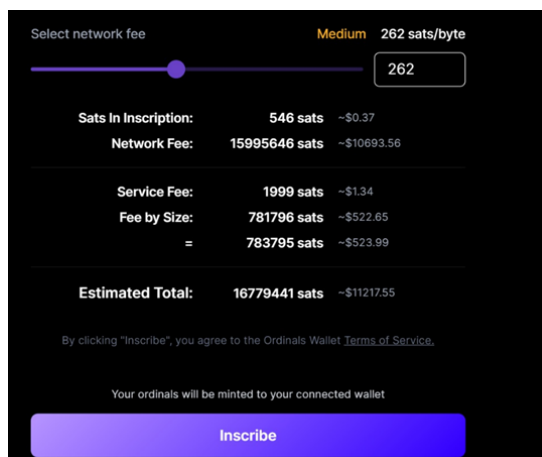 Select network fee Medium 262 sats/byte
262
Sats In Inscription: 546 sats ~$0.37
Network Fee: 15995646 sats ~$10693.56
Service Fee: 1999 sats ~$1.34
Fee by Size: 781796 sats ~$522.65
= 783795 sats ~$523.99
Estimated Total: 16779441 sats ~$11217.55
By clicking "Inscribe", you agree to the Ordinals Wallet Terms of Service.
Your ordinals will be minted to your connected wallet
Inscribe